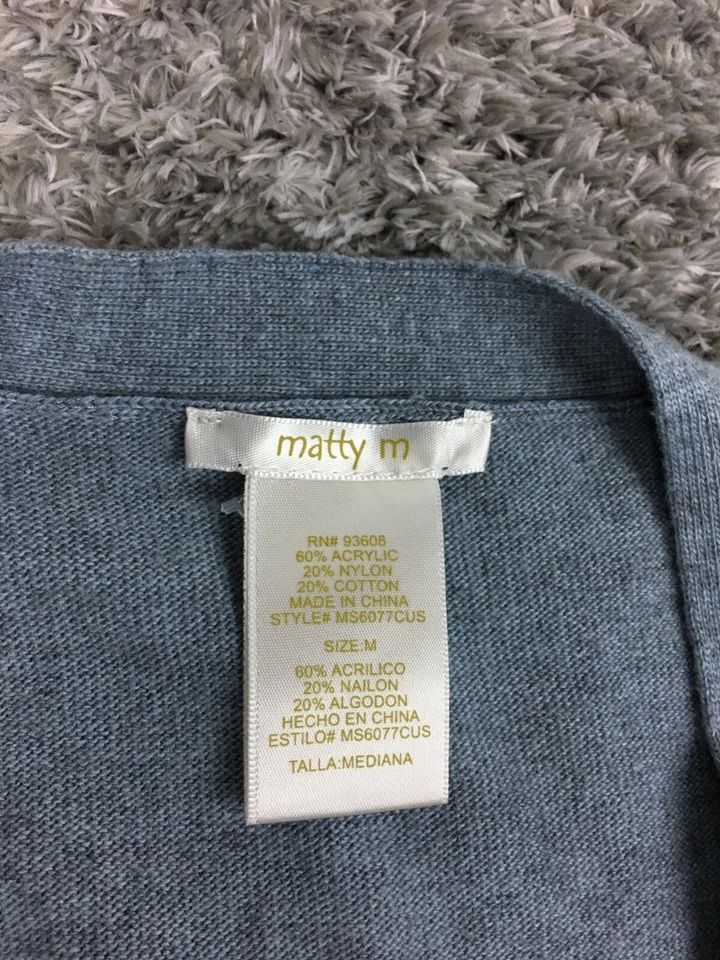 matty m
RN# 93608
60% ACRYLIC
20% NYLON
20% COTTON
MADE IN CHINA
STYLE# MS6077CUS
SIZE:M
60% ACRILICO
20% NAILON
20% ALGODON
HECHO EN CHINA
ESTILO# MS6077CUS
TALLA:MEDIANA